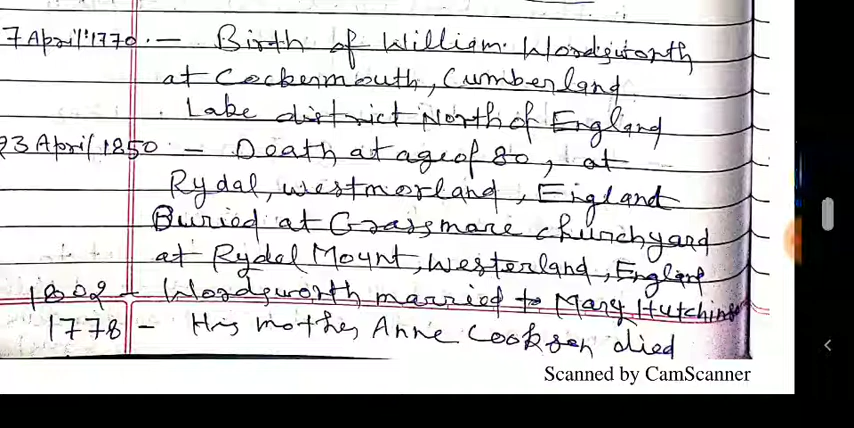 7 April 1770. — Birth of William Wordsworth
at Cockermouth, Cumberland
Lake district North of England
23 April 1850 — Death at age of 80, at
Rydal, westmorland, England
Buried at Grassmare churchyard
at Rydal Mount, Westerland, England
1802 — Wordsworth married to Mary Hutchins
1778 — His mother Anne Cookson died
Scanned by CamScanner